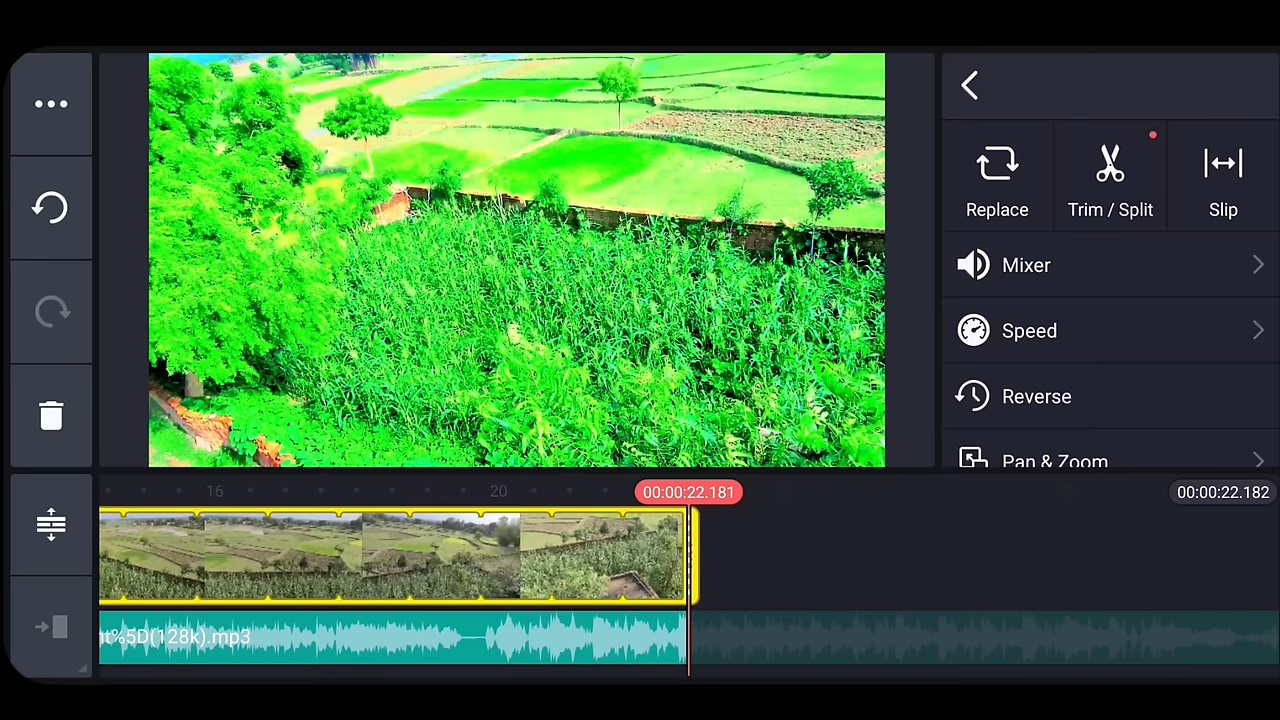 Replace
Trim / Split
Slip
Mixer
Speed
Reverse
Pan & Zoom
16
20
00:00:22.181
00:00:22.182
nt%5D(128k).mp3